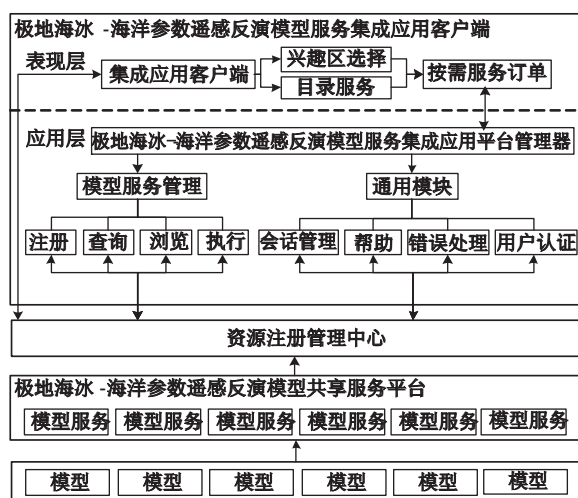 极地海冰-海洋参数遥感反演模型服务集成应用客户端
表现层
集成应用客户端
兴趣区选择
目录服务
按需服务订单
应用层
极地海冰-海洋参数遥感反演模型服务集成应用平台管理器
模型服务管理
通用模块
注册 查询 浏览 执行 会话管理 帮助 错误处理 用户认证
资源注册管理中心
极地海冰-海洋参数遥感反演模型共享服务平台
模型服务 模型服务 模型服务 模型服务 模型服务 模型服务
模型 模型 模型 模型 模型 模型